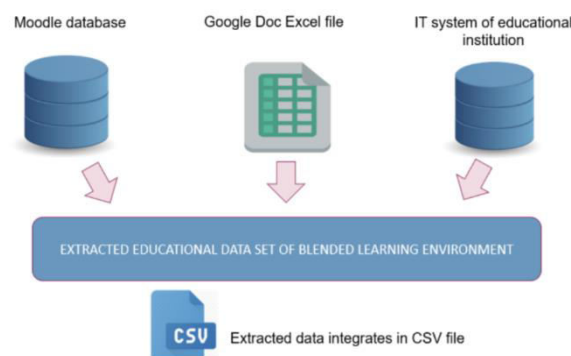 Moodle database
Google Doc Excel file
IT system of educational
institution
EXTRACTED EDUCATIONAL DATA SET OF BLENDED LEARNING ENVIRONMENT
CSV
Extracted data integrates in CSV file